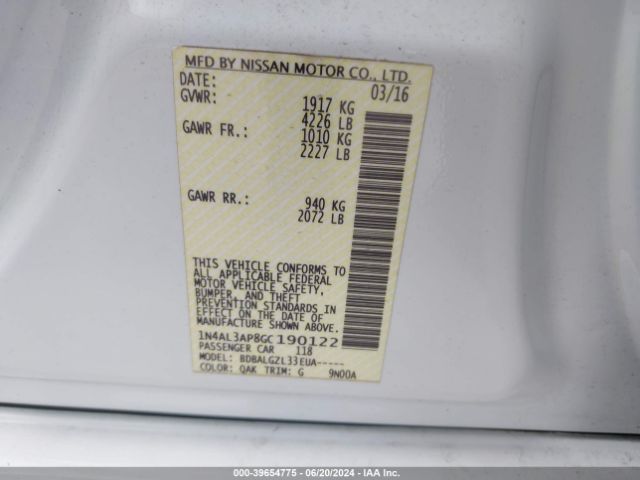 MFD BY NISSAN MOTOR CO., LTD.
DATE: 03/16
GVWR: 1917 KG
4226 LB
GAWR FR.: 1010 KG
2227 LB
GAWR RR.: 940 KG
2072 LB
THIS VEHICLE CONFORMS TO
ALL APPLICABLE FEDERAL
MOTOR VEHICLE SAFETY,
BUMPER, AND THEFT
PREVENTION STANDARDS IN
EFFECT ON THE DATE OF
MANUFACTURE SHOWN ABOVE.
1N4AL3AP8GC190122
PASSENGER CAR 118
MODEL: BDBALGZL33EUA-----
COLOR: QAK TRIM: G 9N00A
000-39654775 - 06/20/2024 - IAA Inc.